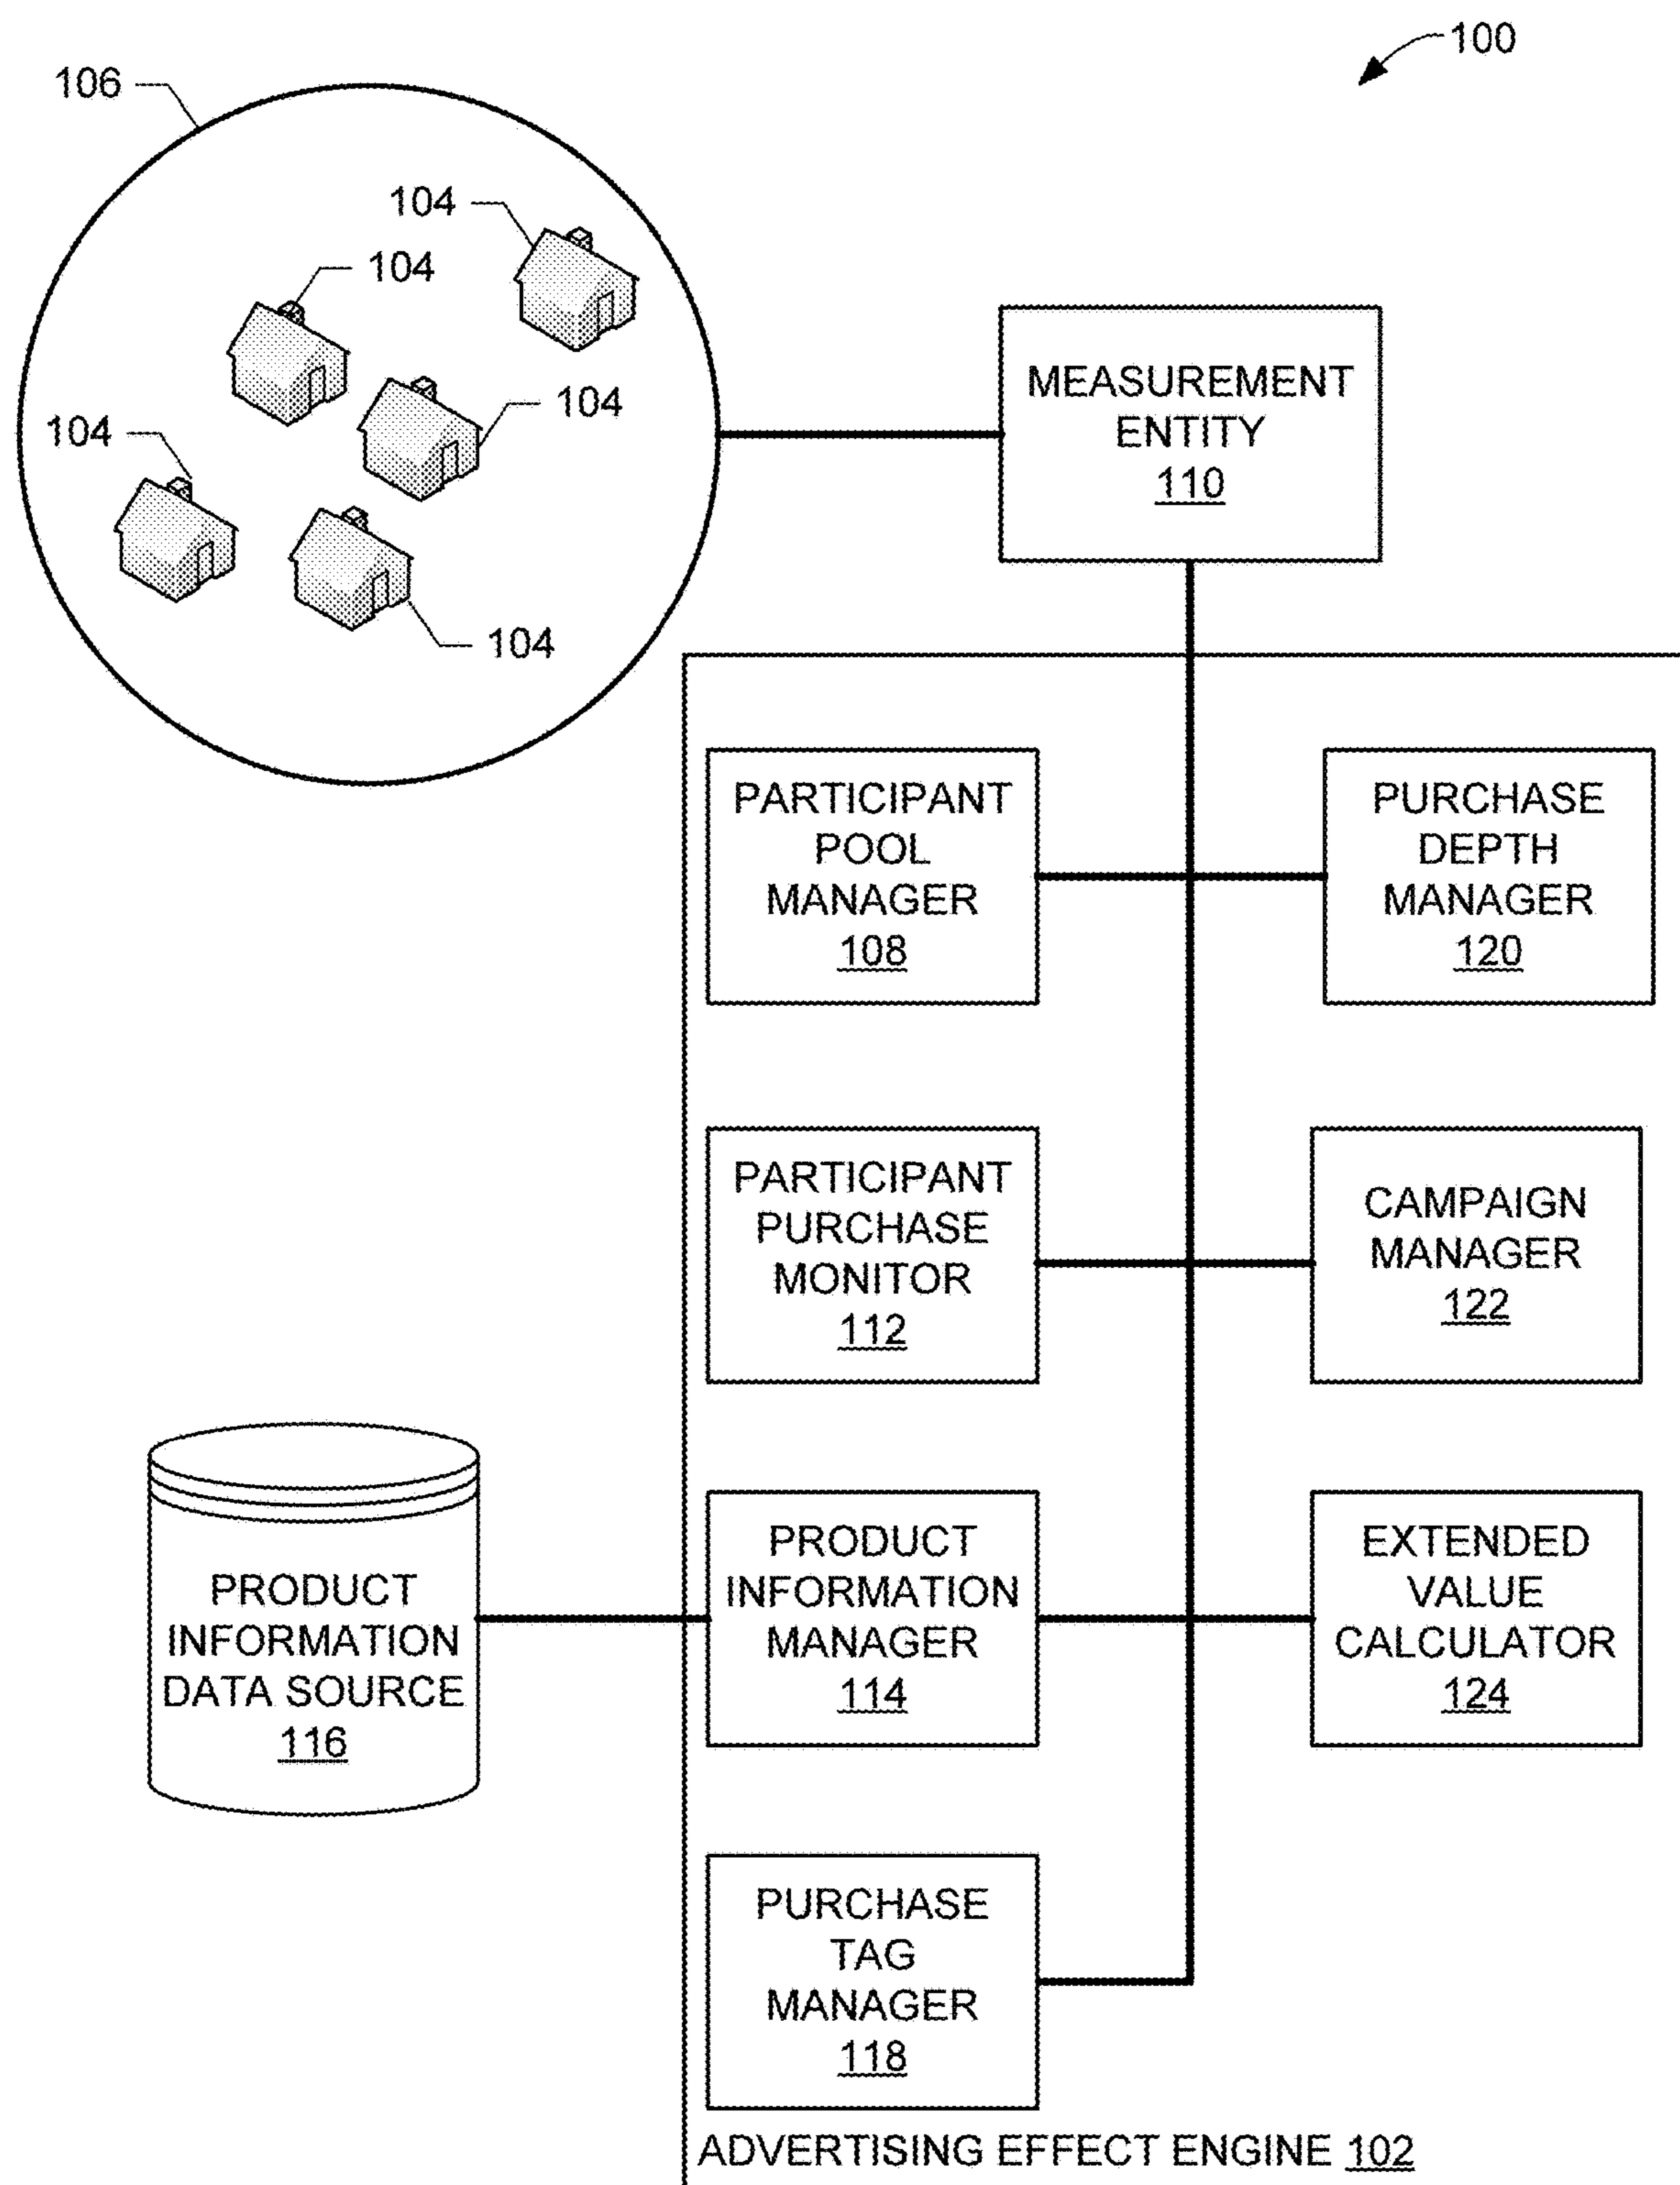 100
106
104
104
104
104
104
MEASUREMENT
ENTITY
110
PARTICIPANT
POOL
MANAGER
108
PURCHASE
DEPTH
MANAGER
120
PARTICIPANT
PURCHASE
MONITOR
112
CAMPAIGN
MANAGER
122
PRODUCT
INFORMATION
DATA SOURCE
116
PRODUCT
INFORMATION
MANAGER
114
EXTENDED
VALUE
CALCULATOR
124
PURCHASE
TAG
MANAGER
118
ADVERTISING EFFECT ENGINE 102